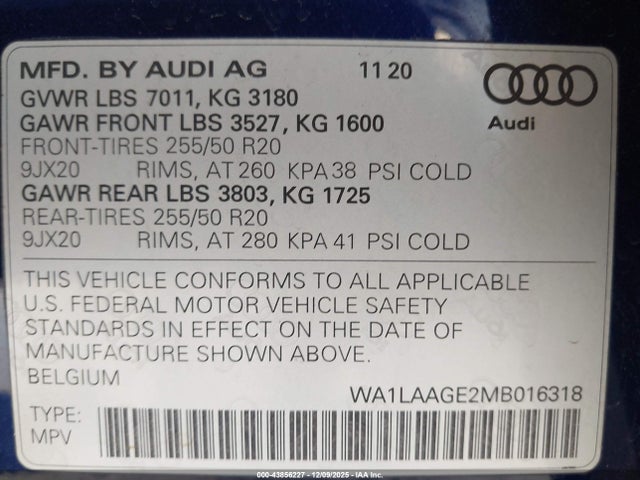 MFD. BY AUDI AG 11 20
GVWR LBS 7011, KG 3180
GAWR FRONT LBS 3527, KG 1600
Audi
FRONT-TIRES 255/50 R20
9JX20 RIMS, AT 260 KPA 38 PSI COLD
GAWR REAR LBS 3803, KG 1725
REAR-TIRES 255/50 R20
9JX20 RIMS, AT 280 KPA 41 PSI COLD
THIS VEHICLE CONFORMS TO ALL APPLICABLE
U.S. FEDERAL MOTOR VEHICLE SAFETY
STANDARDS IN EFFECT ON THE DATE OF
MANUFACTURE SHOWN ABOVE.
BELGIUM
WA1LAAGE2MB016318
TYPE:
MPV
000-43856227 - 12/09/2025 - IAA Inc.